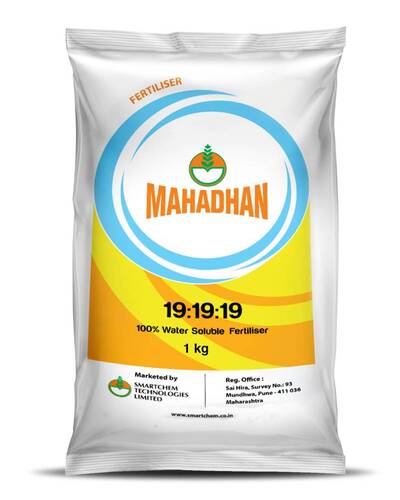 FERTILISER
MAHADHAN
19:19:19
100% Water Soluble Fertiliser
1 kg
Marketed by
SMARTCHEM
TECHNOLOGIES
LIMITED
Reg. Office :
Sai Hira, Survey No.: 93
Mundhwa, Pune - 411 036
Maharashtra
www.smartchem.co.in